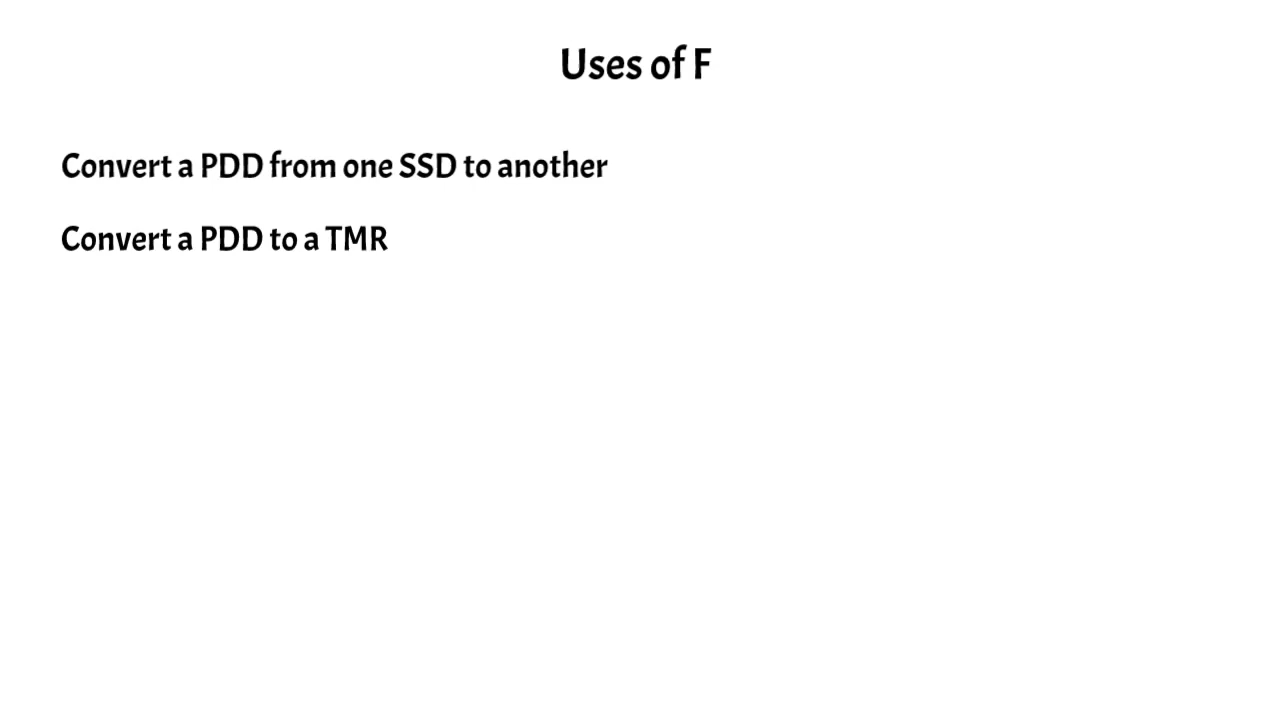 Uses of F
Convert a PDD from one SSD to another
Convert a PDD to a TMR